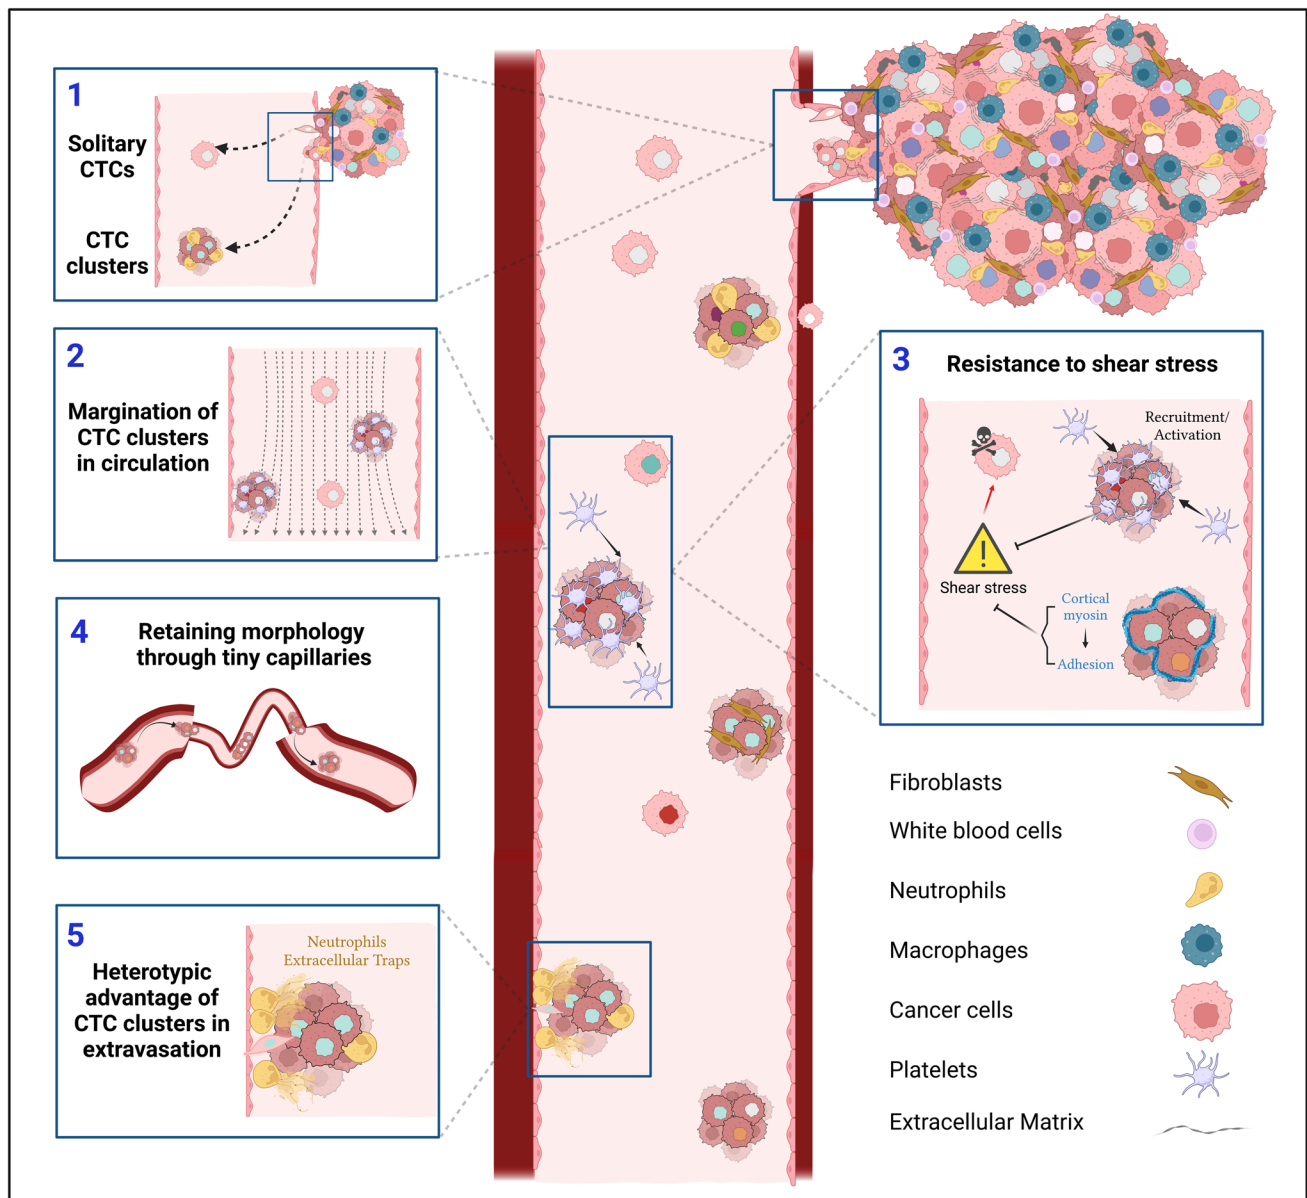 1
Solitary
CTCs
CTC
clusters
2
Margination of
CTC clusters
in circulation
3
Resistance to shear stress
Recruitment/
Activation
Shear stress
Cortical
myosin
Adhesion
4
Retaining morphology
through tiny capillaries
5
Heterotypic
advantage of
CTC clusters in
extravasation
Neutrophils
Extracellular Traps
Fibroblasts
White blood cells
Neutrophils
Macrophages
Cancer cells
Platelets
Extracellular Matrix